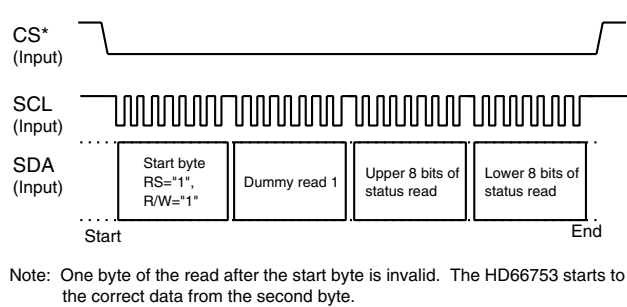 CS*
(Input)
SCL
(Input)
SDA
(Input)
Start byte
RS="1",
R/W="1"
Dummy read 1
Upper 8 bits of
status read
Lower 8 bits of
status read
Start
End
Note: One byte of the read after the start byte is invalid. The HD66753 starts to
the correct data from the second byte.